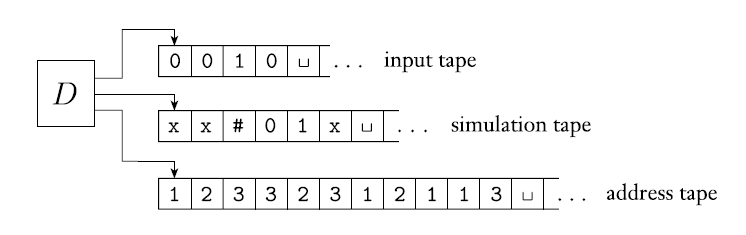 0 0 1 0 ␣ ... input tape
D
x x # 0 1 x ␣ ... simulation tape
1 2 3 3 2 3 1 2 1 1 3 ␣ ... address tape